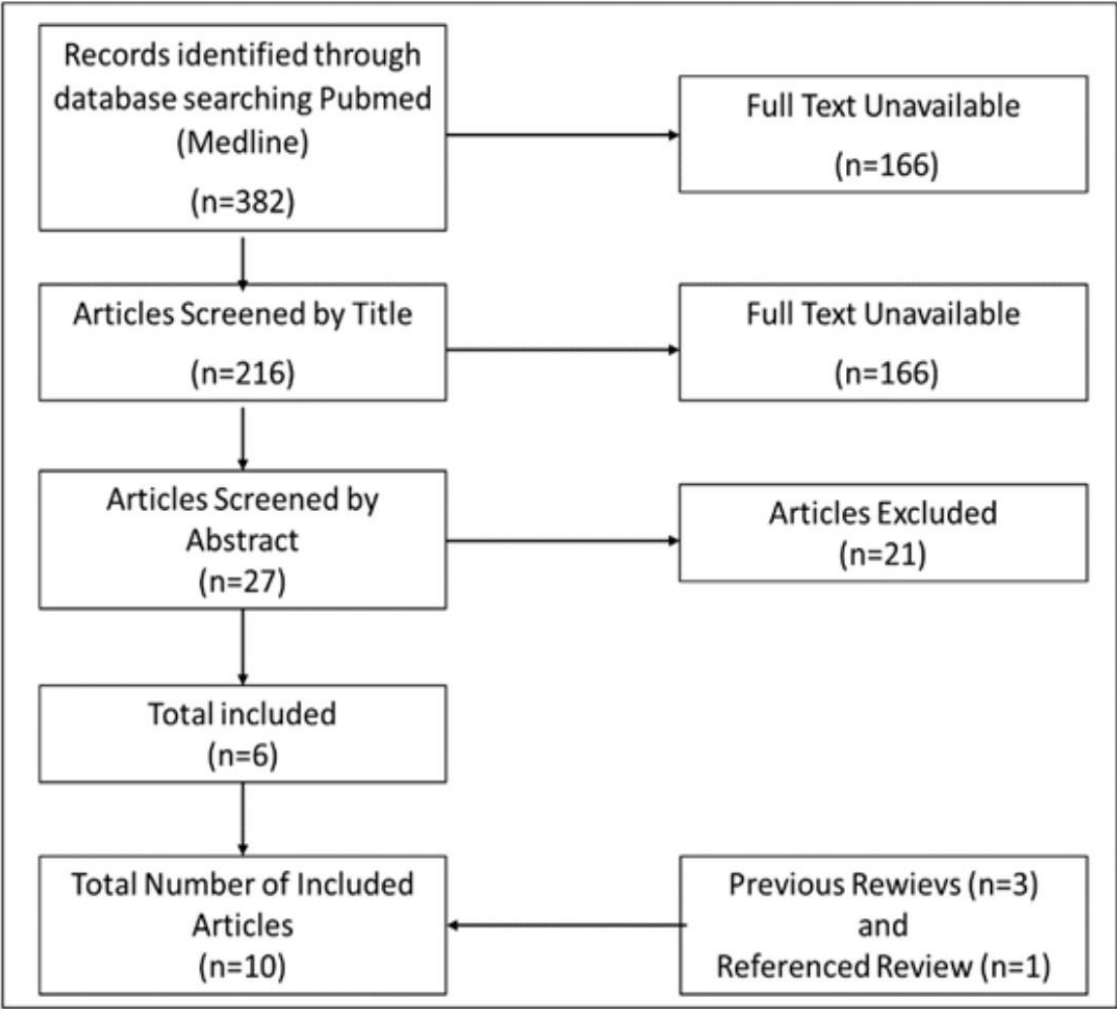 Records identified through
database searching Pubmed
(Medline)
(n=382)
Full Text Unavailable
(n=166)
Articles Screened by Title
(n=216)
Full Text Unavailable
(n=166)
Articles Screened by
Abstract
(n=27)
Articles Excluded
(n=21)
Total included
(n=6)
Total Number of Included
Articles
(n=10)
Previous Rewievs (n=3)
and
Referenced Review (n=1)